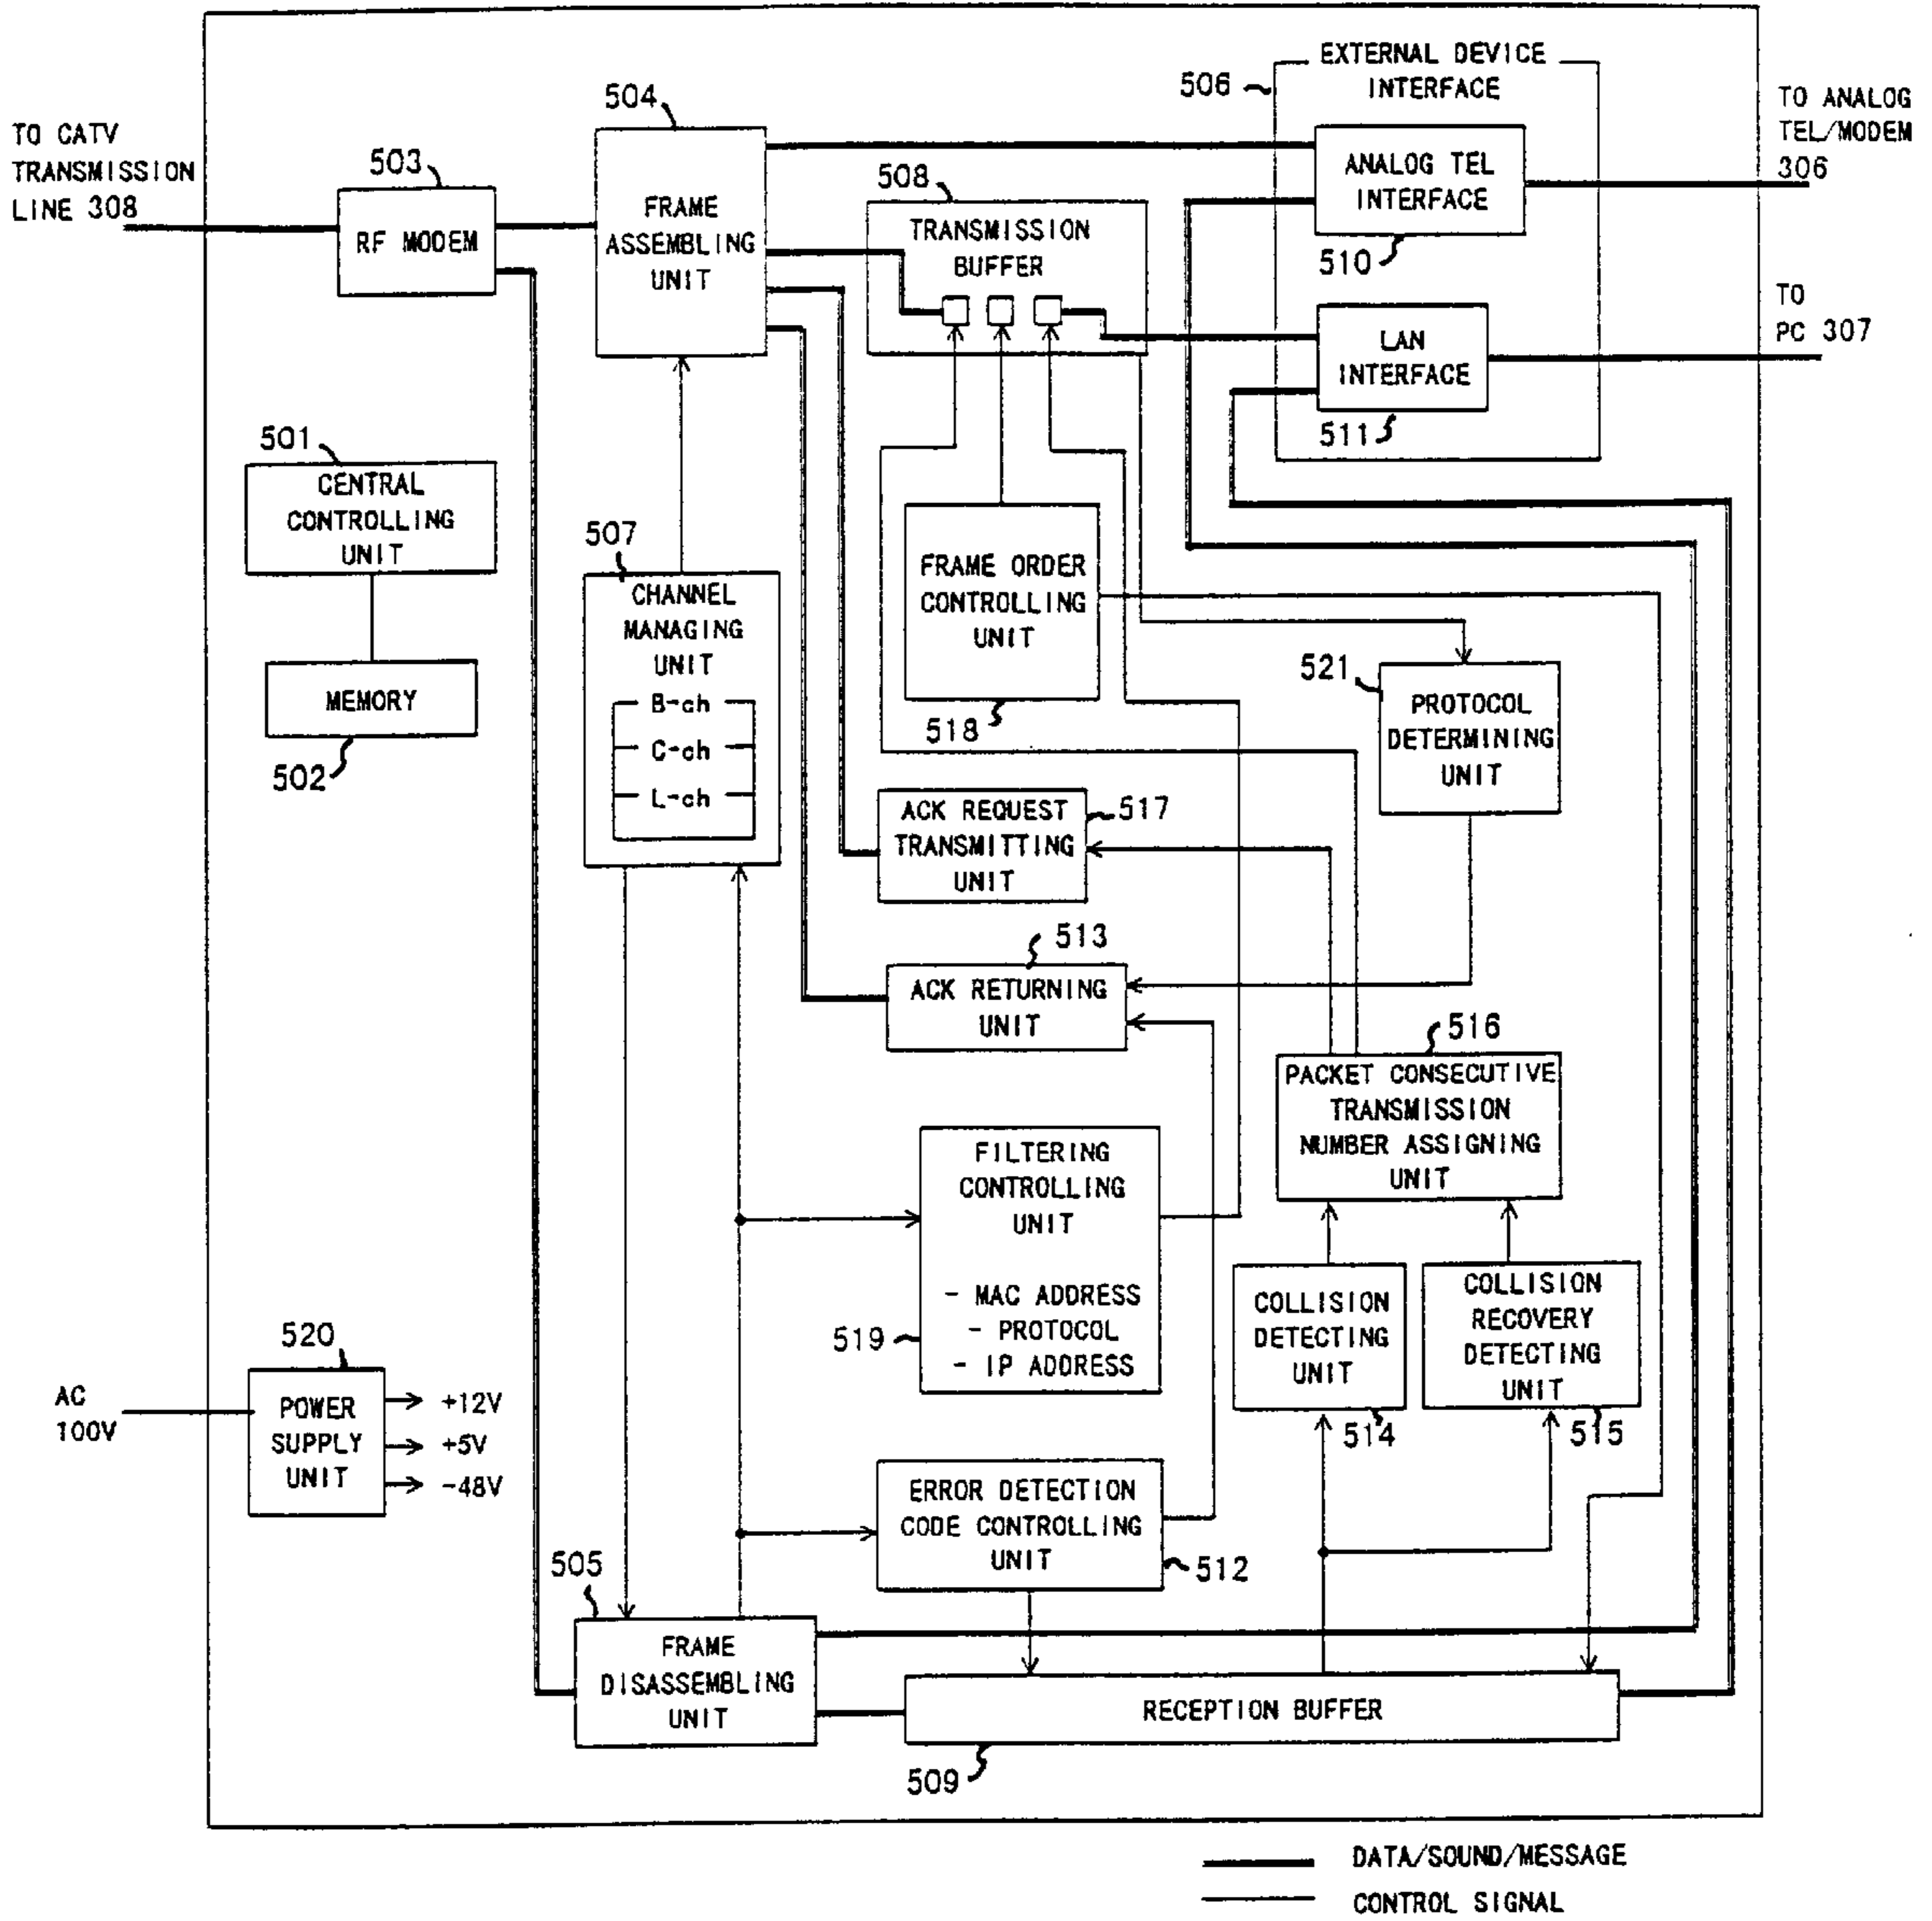 EXTERNAL DEVICE
INTERFACE
506
504
TO ANALOG
TEL/MODEM
306
TO CATV
TRANSMISSION
LINE 308
503
RF MODEM
FRAME
ASSEMBLING
UNIT
508
TRANSMISSION
BUFFER
ANALOG TEL
INTERFACE
510
TO
PC 307
LAN
INTERFACE
511
501
CENTRAL
CONTROLLING
UNIT
MEMORY
502
507
CHANNEL
MANAGING
UNIT
B-ch
C-ch
L-ch
FRAME ORDER
CONTROLLING
UNIT
518
521
PROTOCOL
DETERMINING
UNIT
ACK REQUEST
TRANSMITTING
UNIT
517
513
ACK RETURNING
UNIT
516
PACKET CONSECUTIVE
TRANSMISSION
NUMBER ASSIGNING
UNIT
FILTERING
CONTROLLING
UNIT
- MAC ADDRESS
- PROTOCOL
- IP ADDRESS
519
COLLISION
DETECTING
UNIT
514
COLLISION
RECOVERY
DETECTING
UNIT
515
520
AC
100V
POWER
SUPPLY
UNIT
+12V
+5V
-48V
ERROR DETECTION
CODE CONTROLLING
UNIT
512
505
FRAME
DISASSEMBLING
UNIT
RECEPTION BUFFER
509
DATA/SOUND/MESSAGE
CONTROL SIGNAL